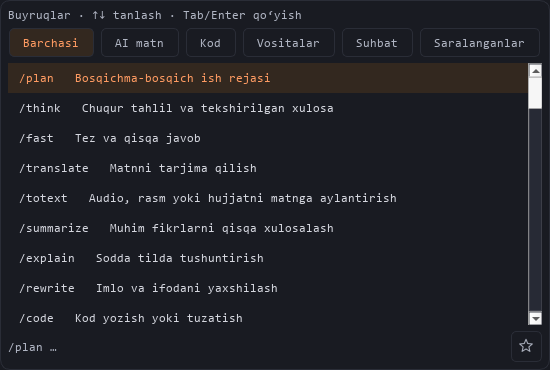 Buyruqlar · ↑↓ tanlash · Tab/Enter qo‘yish
Barchasi AI matn Kod Vositalar Suhbat Saralanganlar
/plan Bosqichma-bosqich ish rejasi
/think Chuqur tahlil va tekshirilgan xulosa
/fast Tez va qisqa javob
/translate Matnni tarjima qilish
/totext Audio, rasm yoki hujjatni matnga aylantirish
/summarize Muhim fikrlarni qisqa xulosalash
/explain Sodda tilda tushuntirish
/rewrite Imlo va ifodani yaxshilash
/code Kod yozish yoki tuzatish
/plan …